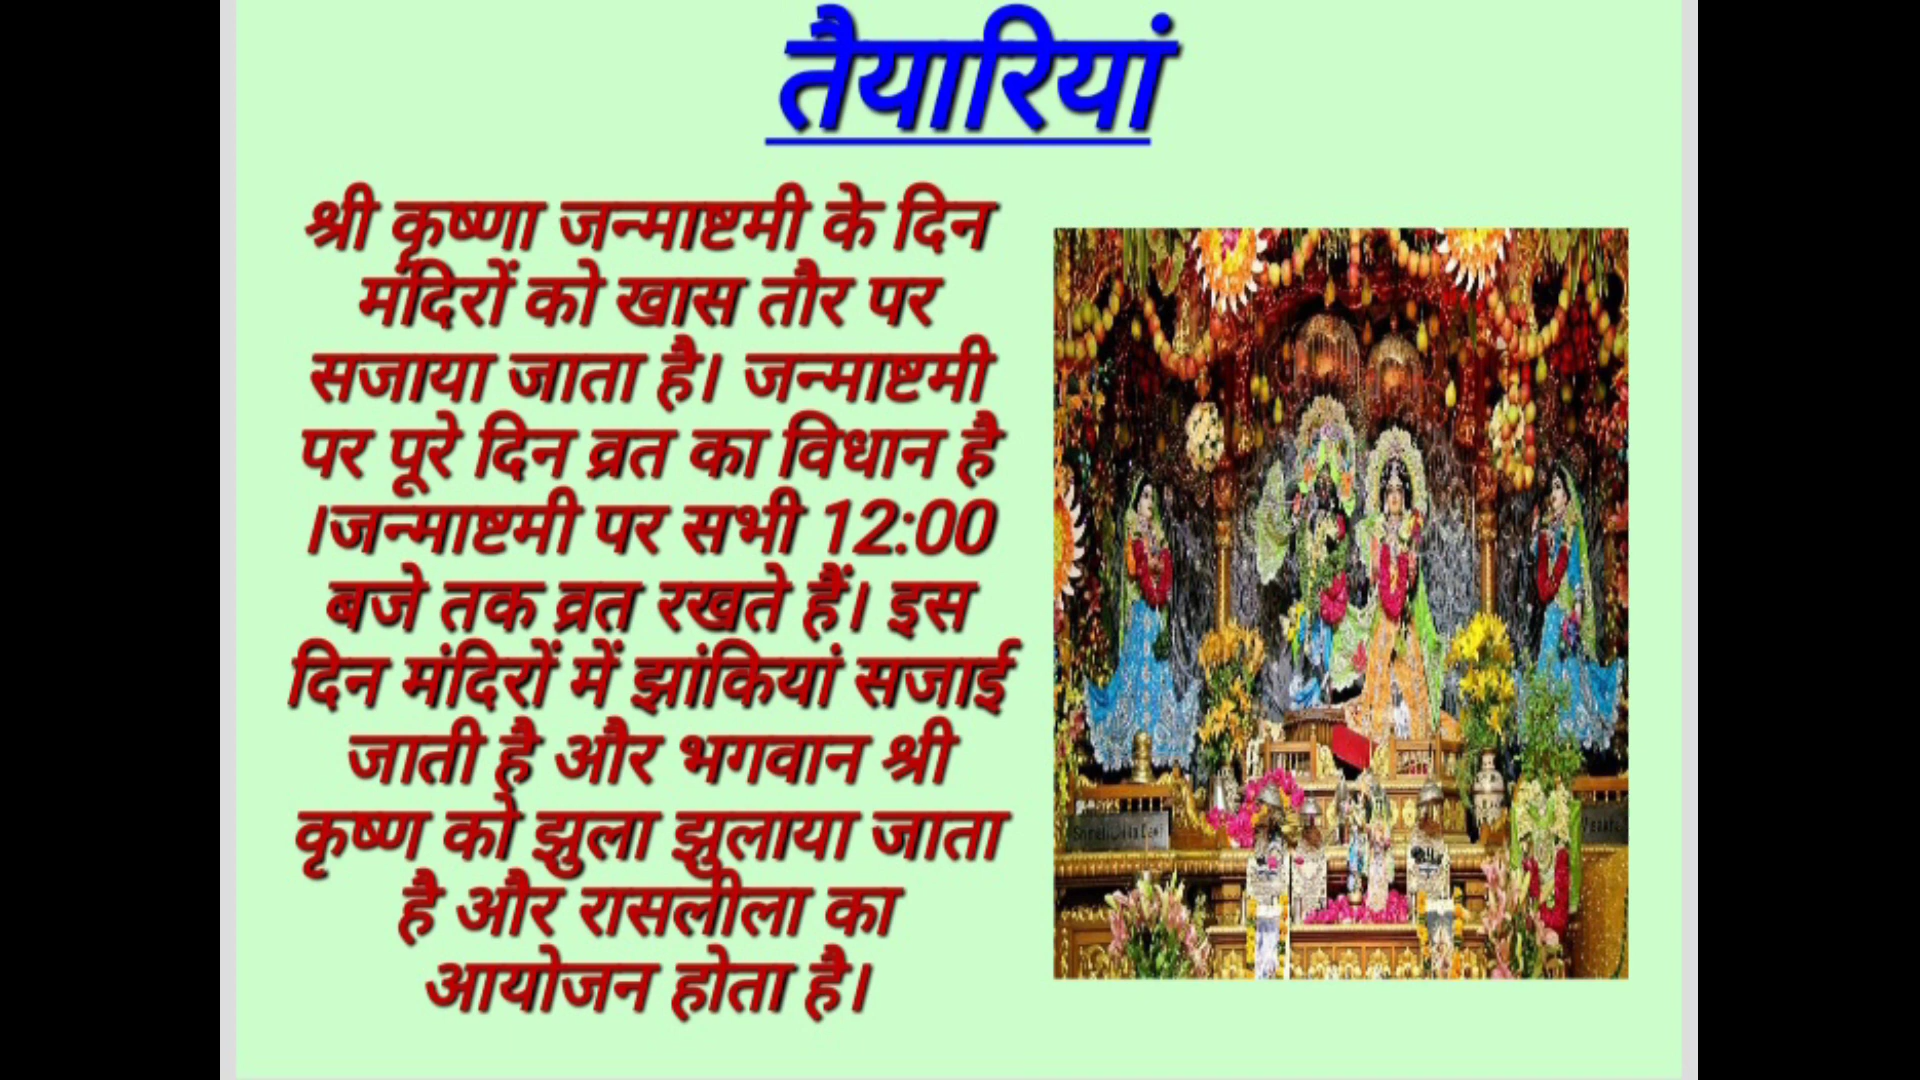 तैयारियां
श्री कृष्णा जन्माष्टमी के दिन
मंदिरों को खास तौर पर
सजाया जाता है। जन्माष्टमी
पर पूरे दिन व्रत का विधान है
।जन्माष्टमी पर सभी 12:00
बजे तक व्रत रखते हैं। इस
दिन मंदिरों में झांकियां सजाई
जाती है और भगवान श्री
कृष्ण को झुला झुलाया जाता
है और रासलीला का
आयोजन होता है।